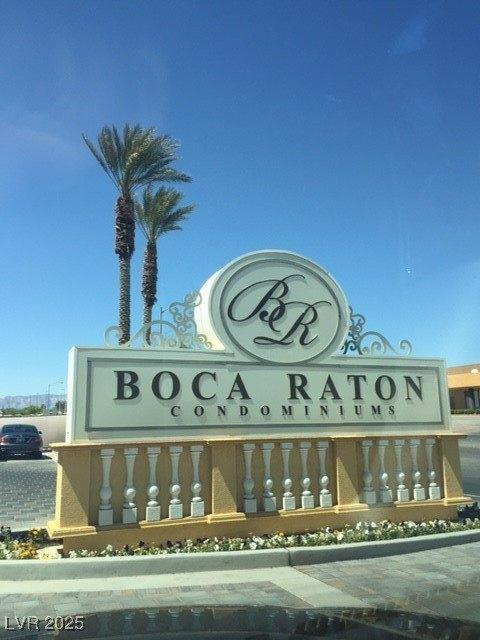 BR
BOCA RATON
CONDOMINIUMS
LVR 2025